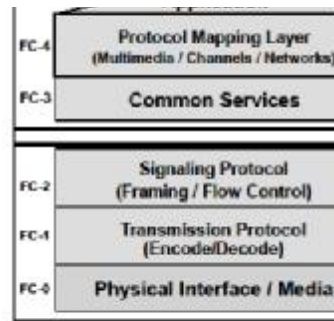 Application
FC-4
Protocol Mapping Layer
(Multimedia / Channels / Networks)
FC-3
Common Services
Signaling Protocol
FC-2
(Framing / Flow Control)
FC-1
Transmission Protocol
(Encode/Decode)
FC-0
Physical Interface / Media